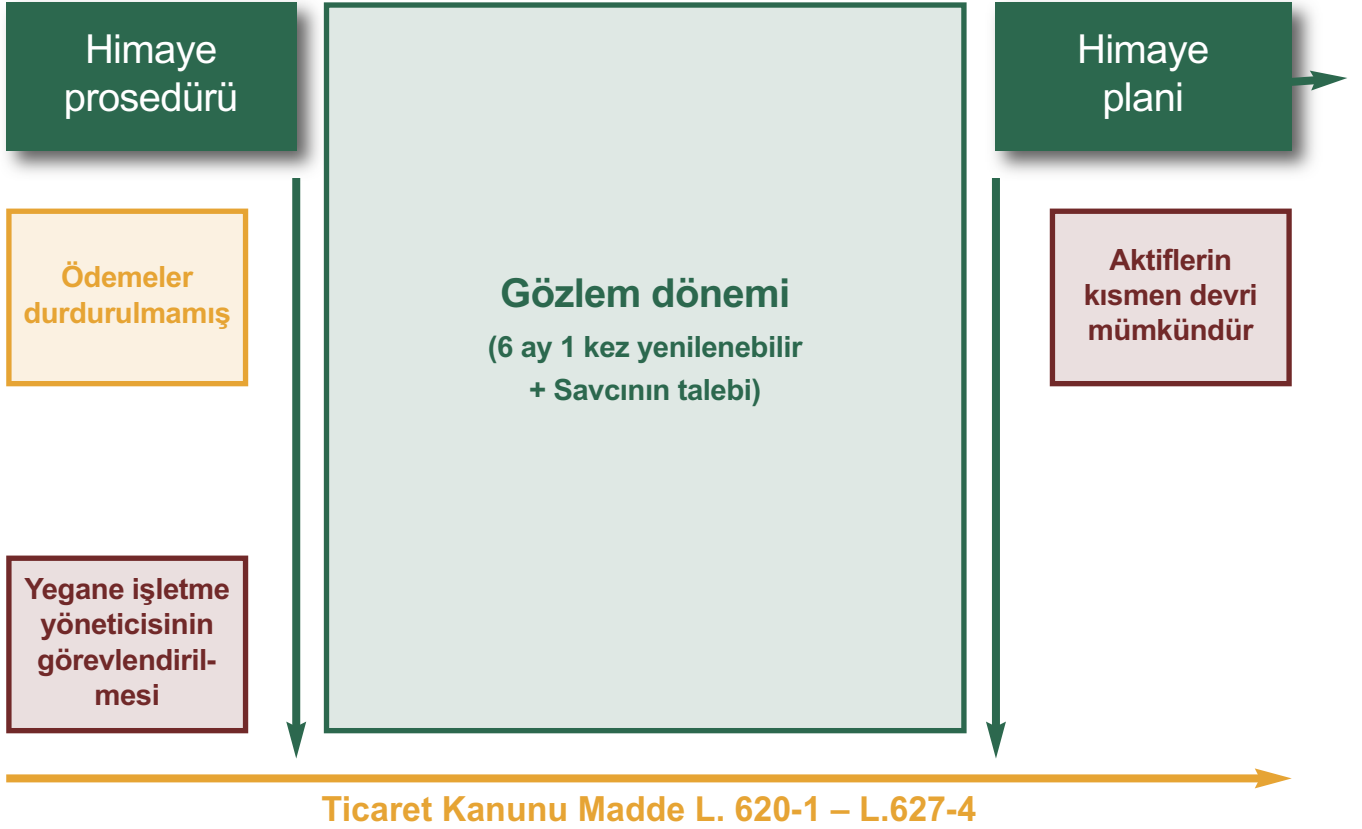 Himaye
prosedürü
Ödemeler
durdurulmamış
Yegane işletme
yöneticisinin
görevlendiril-
mesi
Gözlem dönemi
(6 ay 1 kez yenilenebilir
+ Savcının talebi)
Himaye
plani
Aktiflerin
kısmen devri
mümkündür
Ticaret Kanunu Madde L. 620-1 – L.627-4